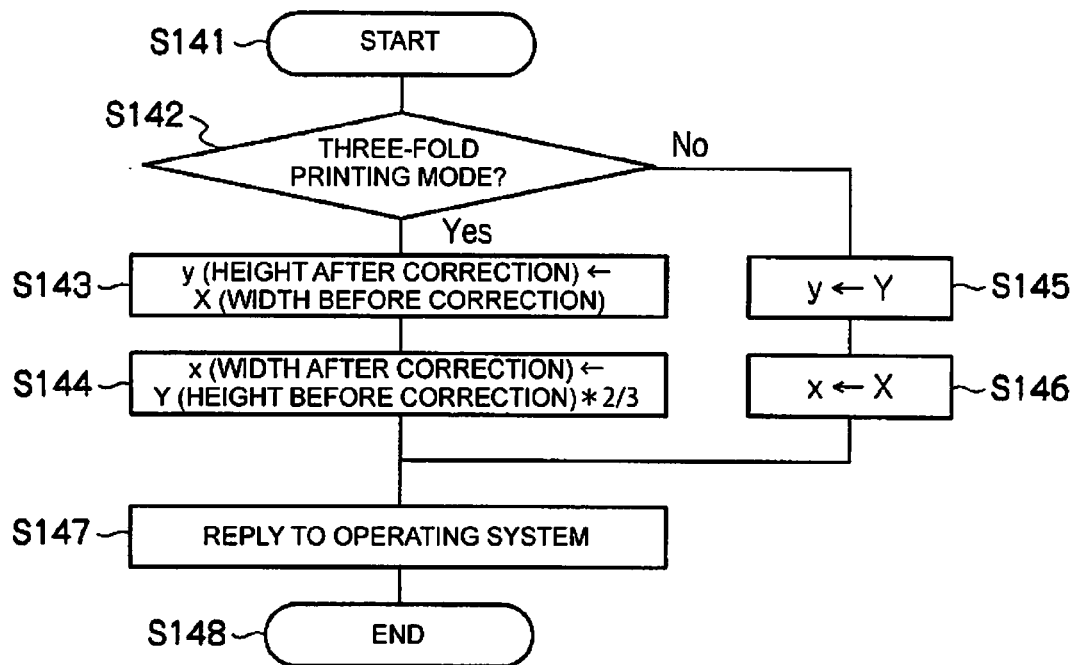 S141
START
S142
THREE-FOLD
PRINTING MODE?
No
Yes
S143
y (HEIGHT AFTER CORRECTION) ←
X (WIDTH BEFORE CORRECTION)
y ← Y
S145
S144
x (WIDTH AFTER CORRECTION) ←
Y (HEIGHT BEFORE CORRECTION) * 2/3
x ← X
S146
S147
REPLY TO OPERATING SYSTEM
S148
END